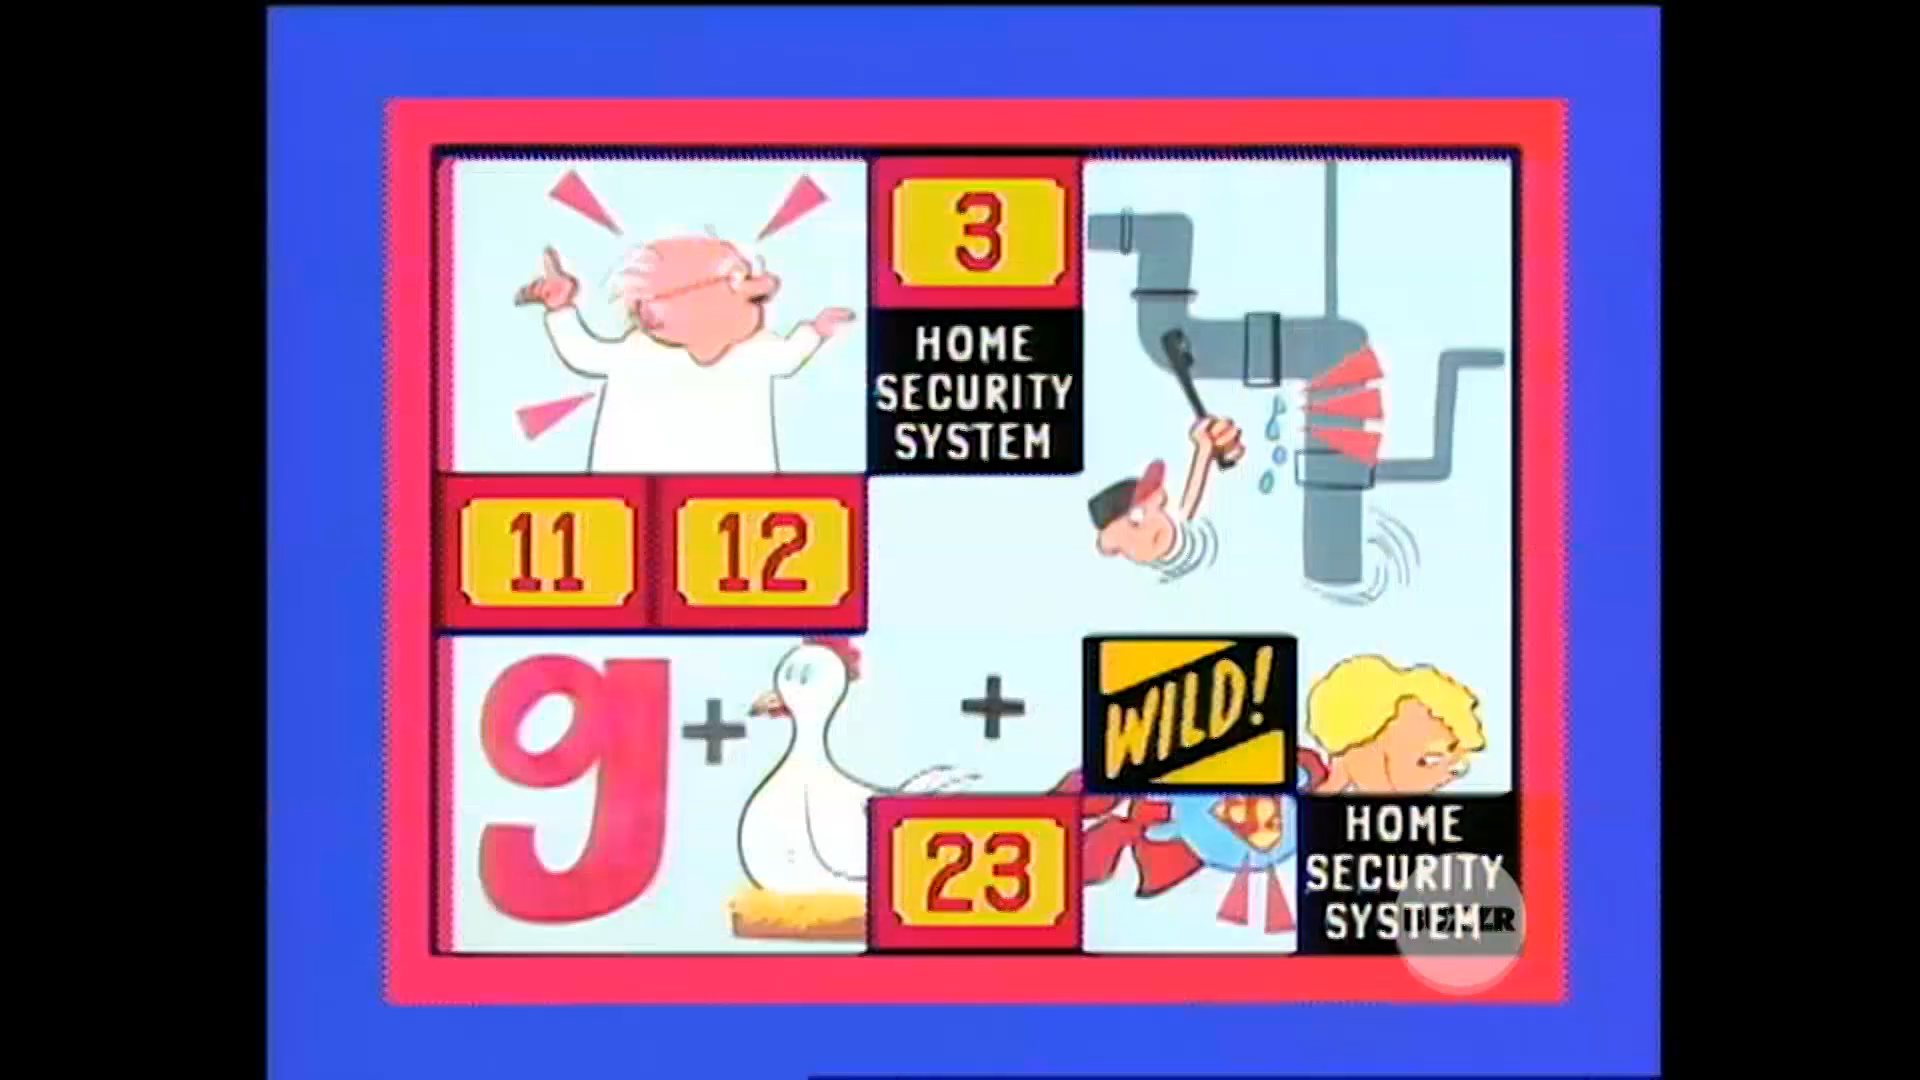 3
HOME
SECURITY
SYSTEM
11 12
g + +
WILD!
23
HOME
SECURITY
SYSTEM